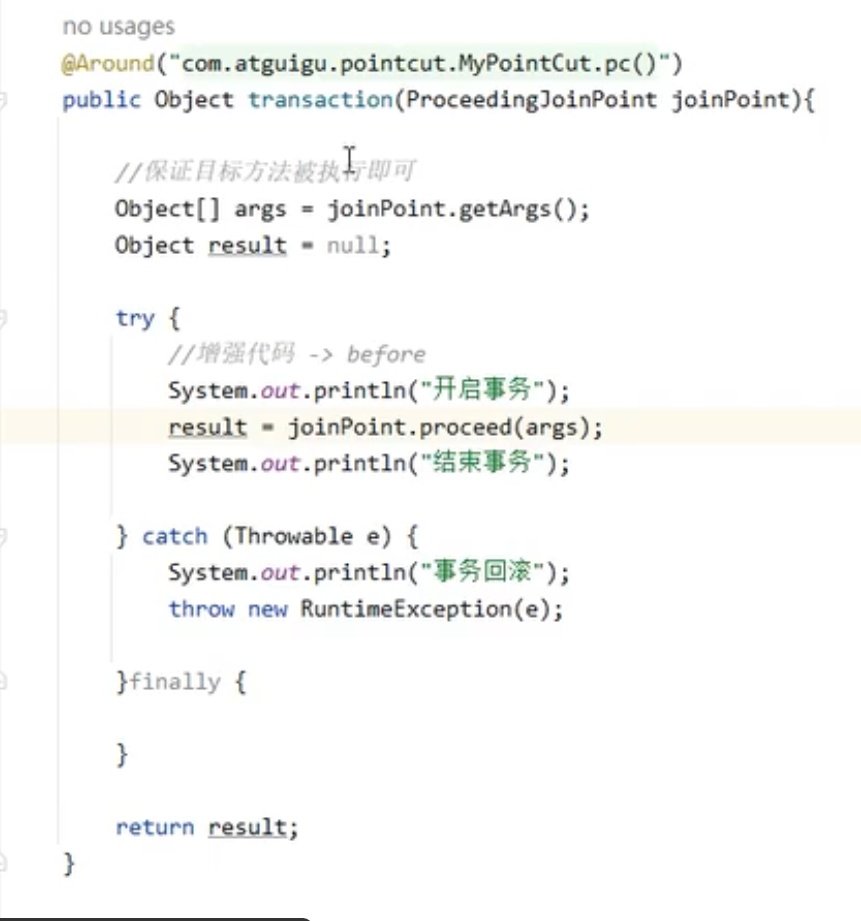 no usages
@Around("com.atguigu.pointcut.MyPointCut.pc()")
public Object transaction(ProceedingJoinPoint joinPoint){
//保证目标方法被执行即可
Object[] args = joinPoint.getArgs();
Object result = null;
try {
//增强代码 -> before
System.out.println("开启事务");
result = joinPoint.proceed(args);
System.out.println("结束事务");
} catch (Throwable e) {
System.out.println("事务回滚");
throw new RuntimeException(e);
}finally {
}
return result;
}